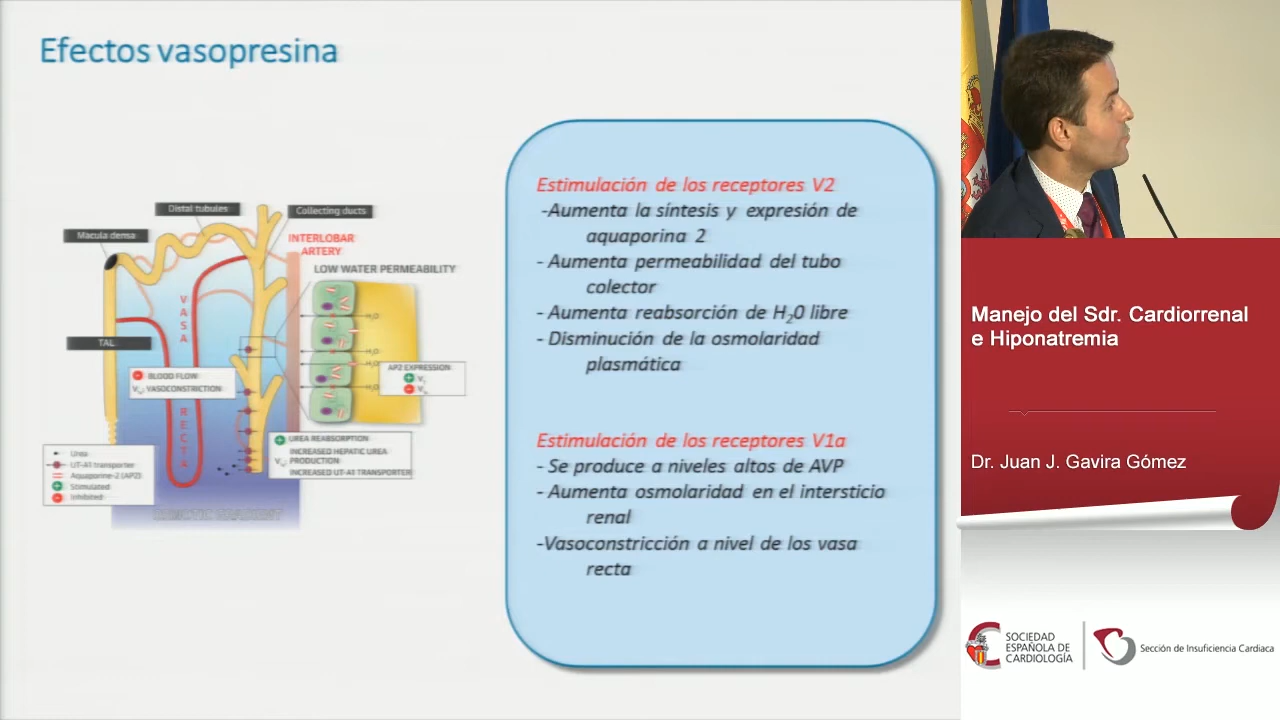 Efectos vasopresina
Distal tubules
Collecting ducts
Macula densa
INTERLOBAR
ARTERY
LOW WATER PERMEABILITY
VASA
RECTA
TAL
H₂O
H₂O
H₂O
H₂O
AP2 EXPRESSION
BLOOD FLOW
VASOCONSTRICTION
UREA REABSORPTION
INCREASED HEPATIC UREA
PRODUCTION
INCREASED UT-A1 TRANSPORTER
Urea
UT-A1 transporter
Aquaporine-2 (AP2)
Stimulated
Inhibited
Estimulación de los receptores V2
-Aumenta la síntesis y expresión de
aquaporina 2
- Aumenta permeabilidad del tubo
colector
- Aumenta reabsorción de H₂0 libre
- Disminución de la osmolaridad
plasmática
Estimulación de los receptores V1a
- Se produce a niveles altos de AVP
- Aumenta osmolaridad en el intersticio
renal
-Vasoconstricción a nivel de los vasa
recta
Manejo del Sdr. Cardiorrenal
e Hiponatremia
Dr. Juan J. Gavira Gómez
SOCIEDAD
ESPAÑOLA DE
CARDIOLOGÍA
Sección de Insuficiencia Cardiaca